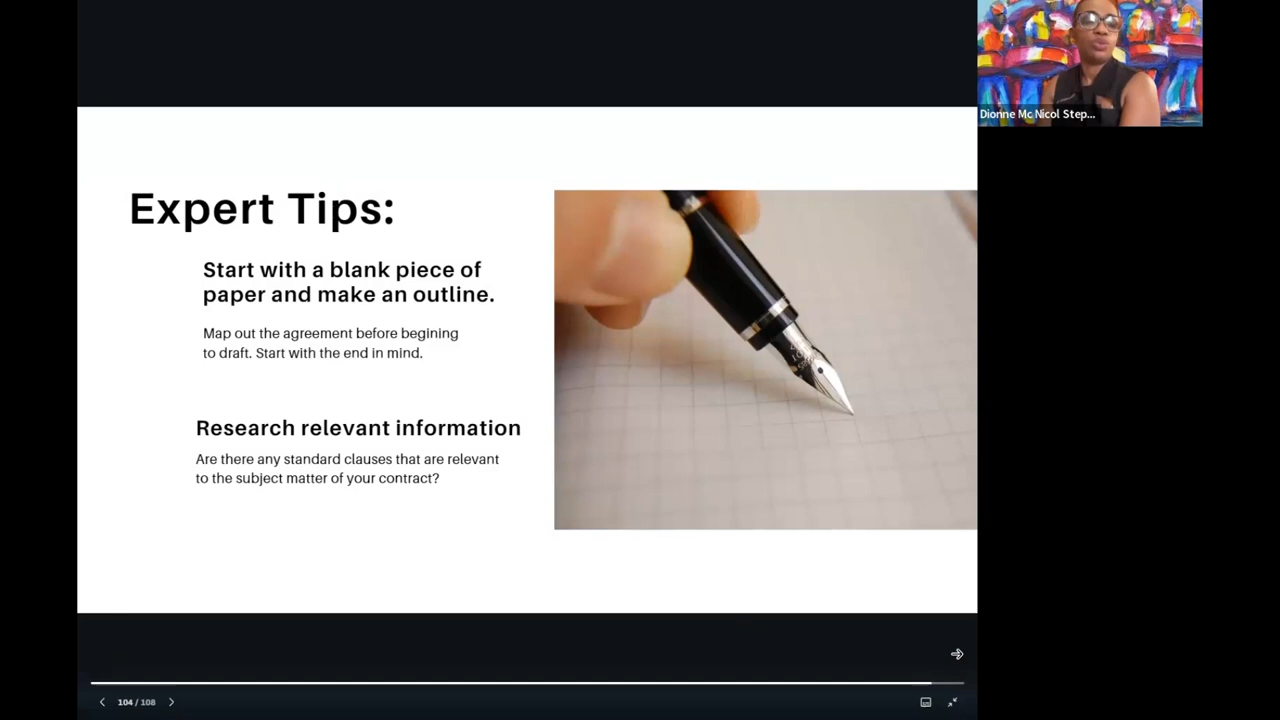 Dionne Mc Nicol Step...
Expert Tips:
Start with a blank piece of
paper and make an outline.
Map out the agreement before begining
to draft. Start with the end in mind.
Research relevant information
Are there any standard clauses that are relevant
to the subject matter of your contract?
104 / 108